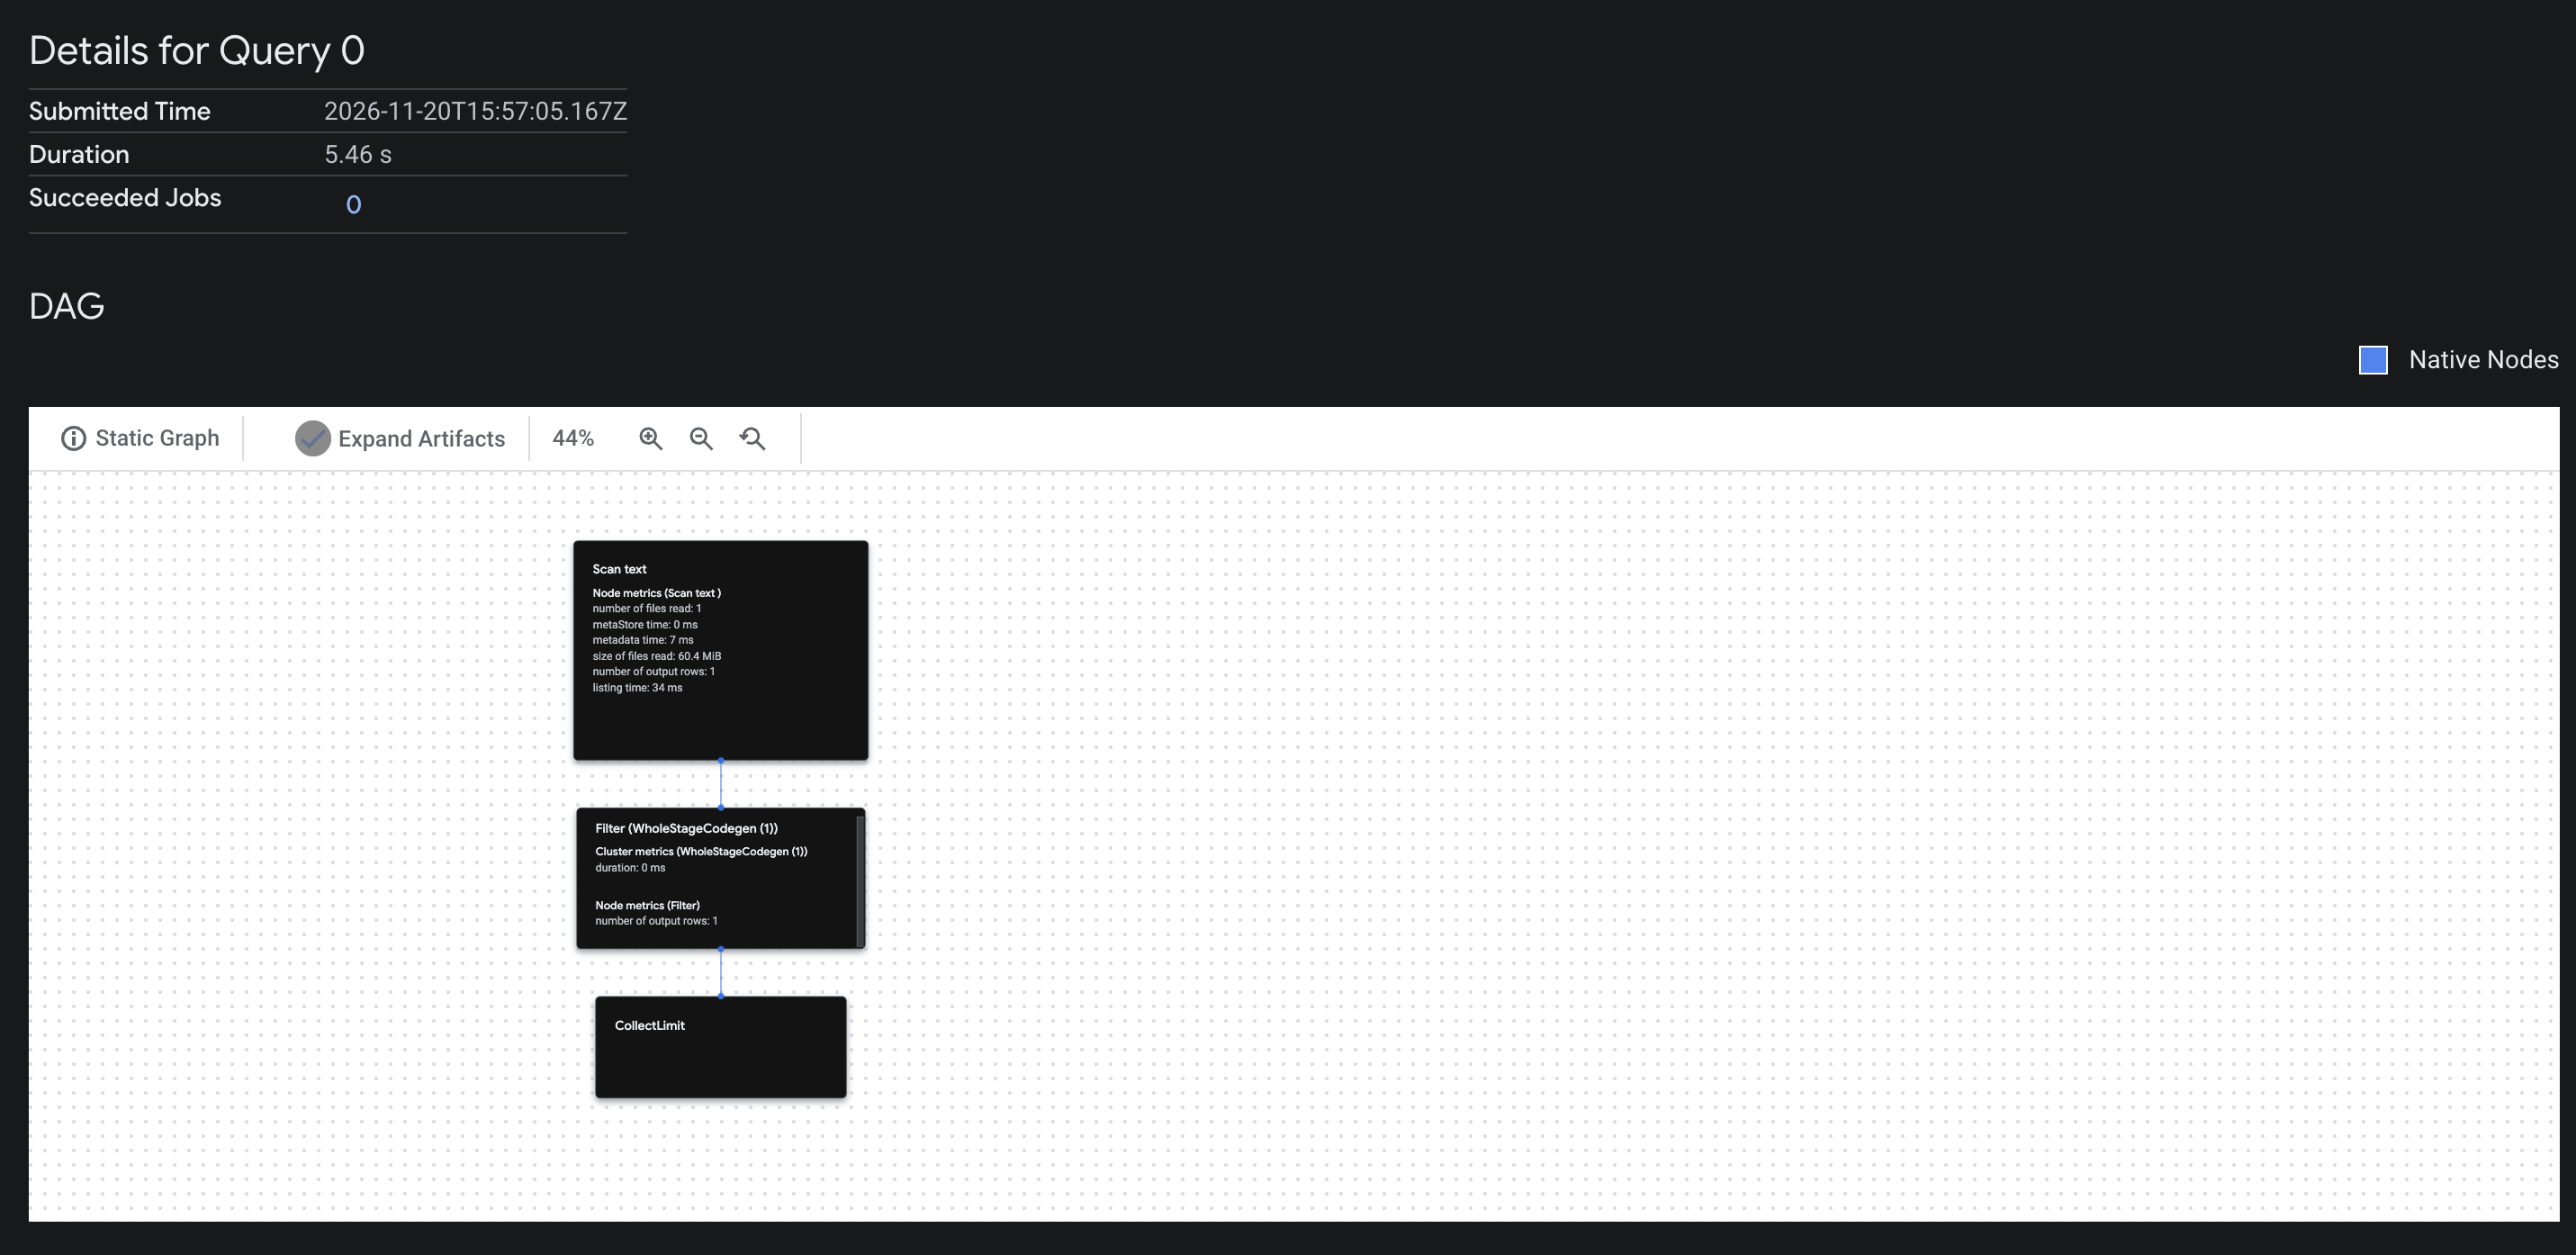 Details for Query 0
Submitted Time 2026-11-20T15:57:05.167Z
Duration 5.46 s
Succeeded Jobs 0
DAG
Native Nodes
Static Graph Expand Artifacts 44%
Scan text
Node metrics (Scan text )
number of files read: 1
metaStore time: 0 ms
metadata time: 7 ms
size of files read: 60.4 MiB
number of output rows: 1
listing time: 34 ms
Filter (WholeStageCodegen (1))
Cluster metrics (WholeStageCodegen (1))
duration: 0 ms
Node metrics (Filter)
number of output rows: 1
CollectLimit